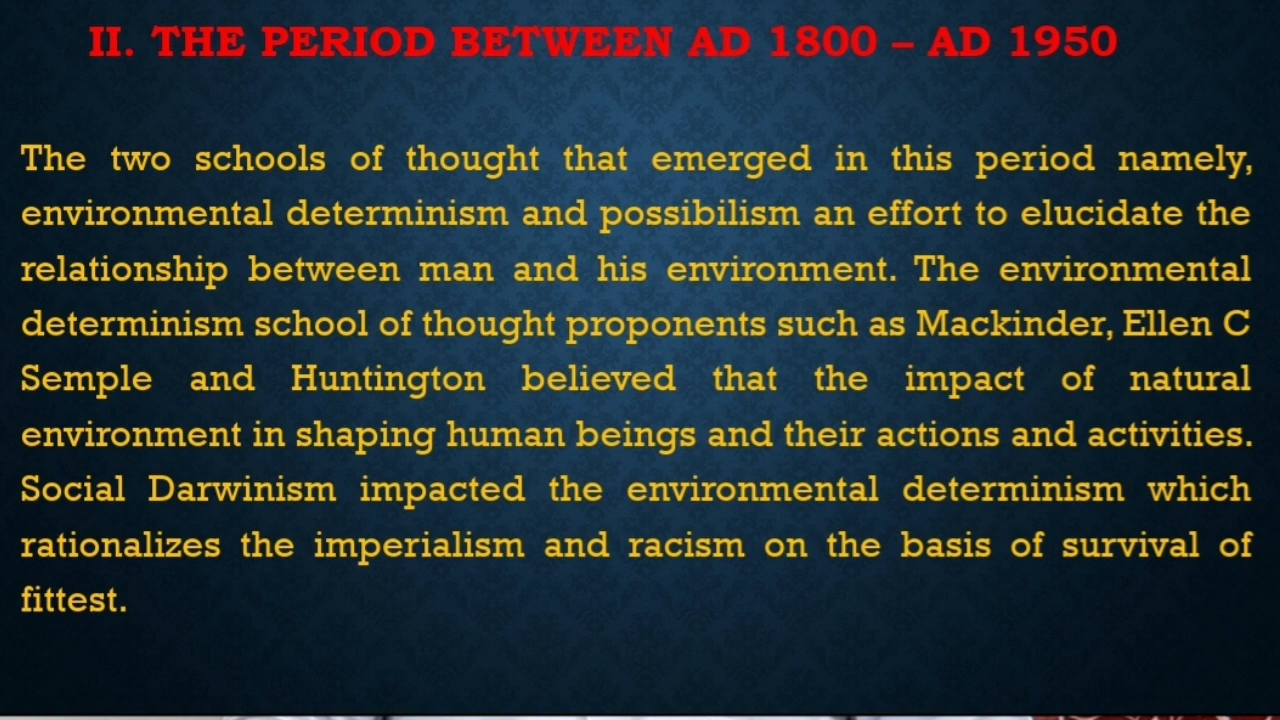 II. THE PERIOD BETWEEN AD 1800 – AD 1950
The two schools of thought that emerged in this period namely,
environmental determinism and possibilism an effort to elucidate the
relationship between man and his environment. The environmental
determinism school of thought proponents such as Mackinder, Ellen C
Semple and Huntington believed that the impact of natural
environment in shaping human beings and their actions and activities.
Social Darwinism impacted the environmental determinism which
rationalizes the imperialism and racism on the basis of survival of
fittest.